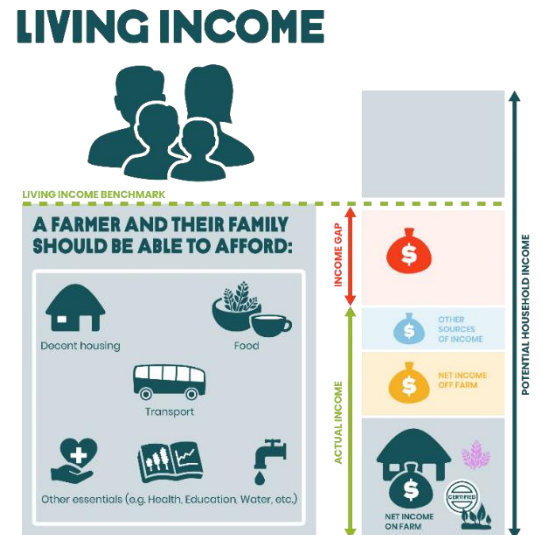 LIVING INCOME
LIVING INCOME BENCHMARK
A FARMER AND THEIR FAMILY
SHOULD BE ABLE TO AFFORD:
Decent housing
Food
Transport
Other essentials (e.g. Health, Education, Water, etc.)
INCOME GAP
ACTUAL INCOME
$
OTHER
SOURCES
OF INCOME
$
NET INCOME
OFF FARM
$
$
CERTIFIED
NET INCOME
ON FARM
POTENTIAL HOUSEHOLD INCOME